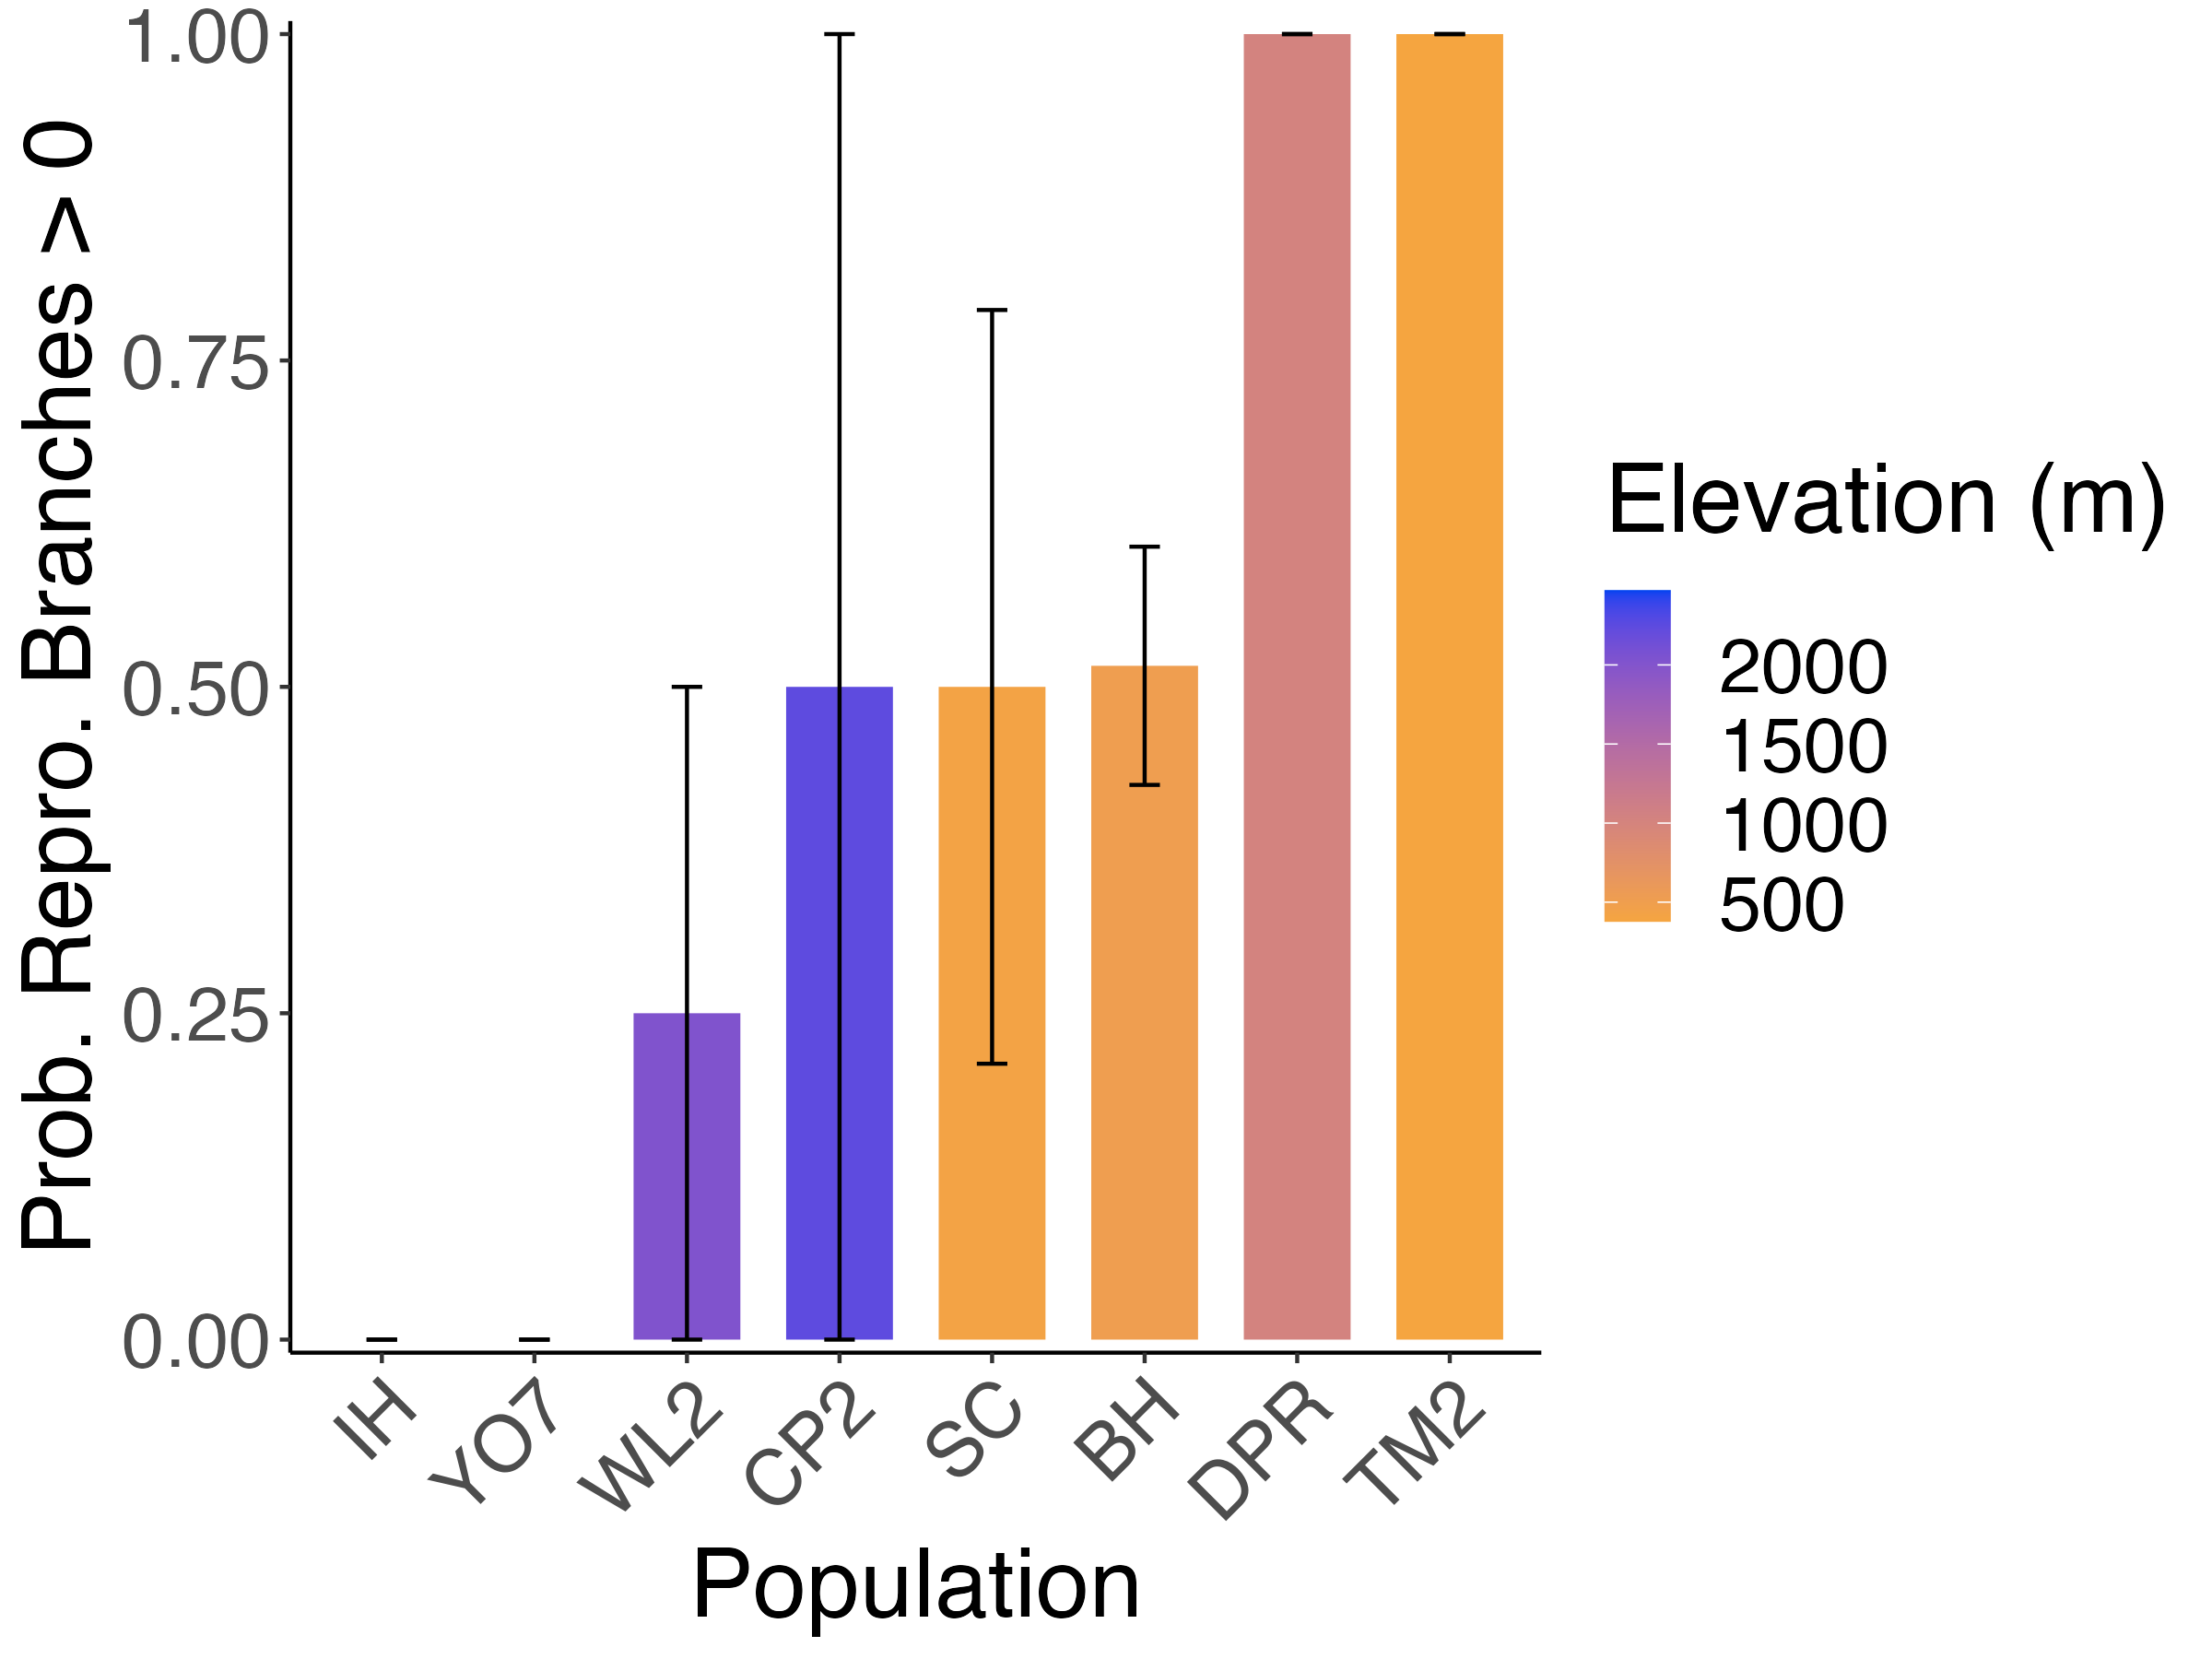 Prob. Repro. Branches > 0
1.00
0.75
0.50
0.25
0.00
IH
YO7
WL2
CP2
SC
BH
DPR
TM2
Population
Elevation (m)
2000
1500
1000
500